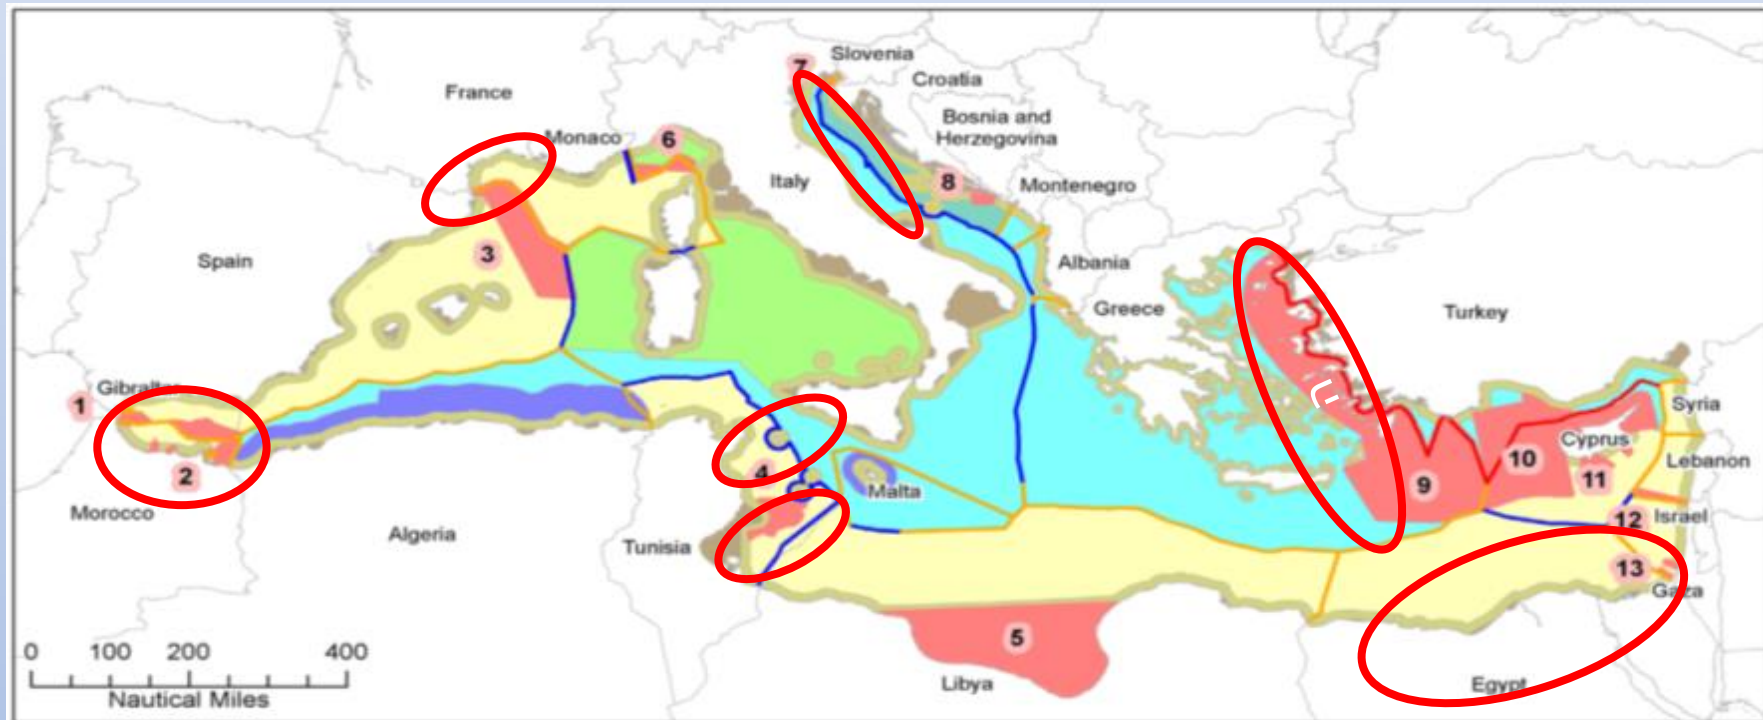 7
Slovenia
Croatia
France
Bosnia and
Herzegovina
Monaco
6
Italy
8
Montenegro
Spain
3
Albania
Greece
Turkey
Gibraltar
1
2
Morocco
4
Malta
Algeria
Tunisia
Syria
Cyprus
Lebanon
10
11
9
12
Israel
13
Gaza
5
Libya
Egypt
0 100 200 400
Nautical Miles